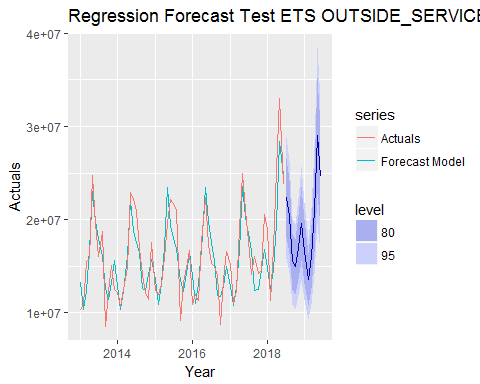 Regression Forecast Test ETS OUTSIDE_SERVICE
4e+07
3e+07
2e+07
1e+07
Actuals
2014
2016
2018
Year
series
Actuals
Forecast Model
level
80
95